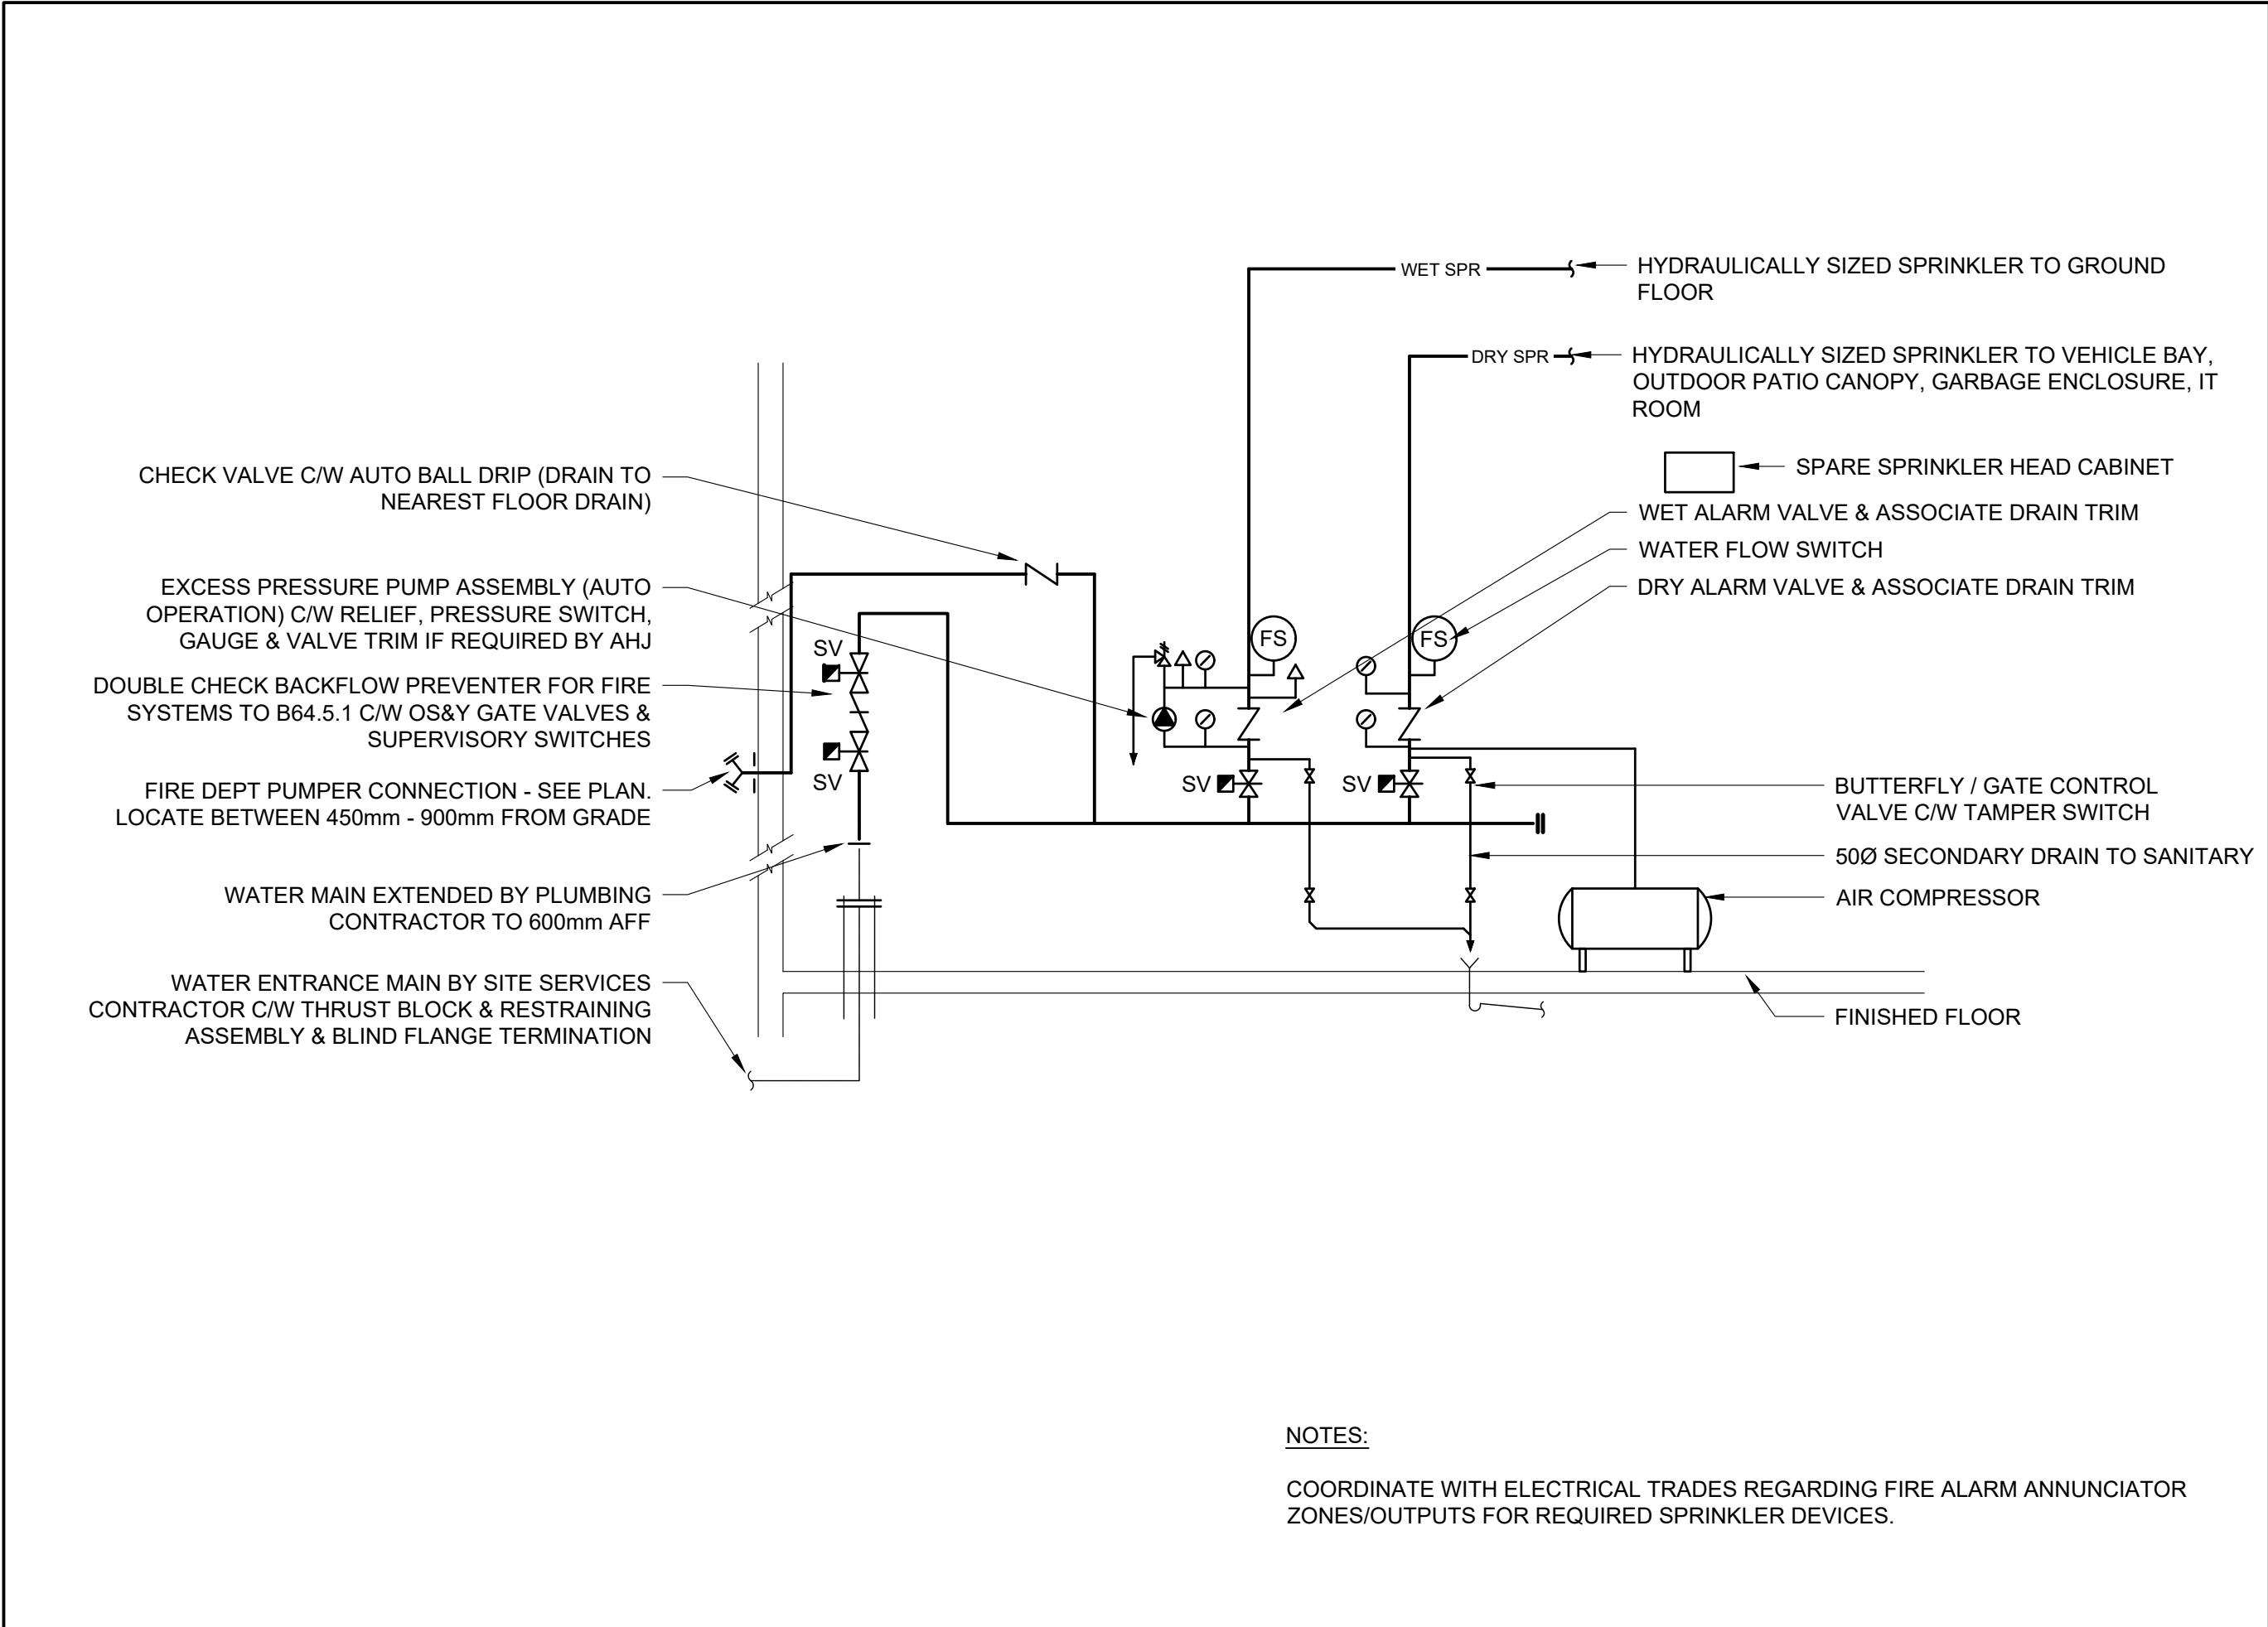 WET SPR
HYDRAULICALLY SIZED SPRINKLER TO GROUND
FLOOR
DRY SPR
HYDRAULICALLY SIZED SPRINKLER TO VEHICLE BAY,
OUTDOOR PATIO CANOPY, GARBAGE ENCLOSURE, IT
ROOM
SPARE SPRINKLER HEAD CABINET
WET ALARM VALVE & ASSOCIATE DRAIN TRIM
WATER FLOW SWITCH
DRY ALARM VALVE & ASSOCIATE DRAIN TRIM
CHECK VALVE C/W AUTO BALL DRIP (DRAIN TO
NEAREST FLOOR DRAIN)
EXCESS PRESSURE PUMP ASSEMBLY (AUTO
OPERATION) C/W RELIEF, PRESSURE SWITCH,
GAUGE & VALVE TRIM IF REQUIRED BY AHJ
DOUBLE CHECK BACKFLOW PREVENTER FOR FIRE
SYSTEMS TO B64.5.1 C/W OS&Y GATE VALVES &
SUPERVISORY SWITCHES
FIRE DEPT PUMPER CONNECTION - SEE PLAN.
LOCATE BETWEEN 450mm - 900mm FROM GRADE
WATER MAIN EXTENDED BY PLUMBING
CONTRACTOR TO 600mm AFF
WATER ENTRANCE MAIN BY SITE SERVICES
CONTRACTOR C/W THRUST BLOCK & RESTRAINING
ASSEMBLY & BLIND FLANGE TERMINATION
SV
SV
FS
FS
SV
SV
BUTTERFLY / GATE CONTROL
VALVE C/W TAMPER SWITCH
50Ø SECONDARY DRAIN TO SANITARY
AIR COMPRESSOR
FINISHED FLOOR
NOTES:
COORDINATE WITH ELECTRICAL TRADES REGARDING FIRE ALARM ANNUNCIATOR
ZONES/OUTPUTS FOR REQUIRED SPRINKLER DEVICES.